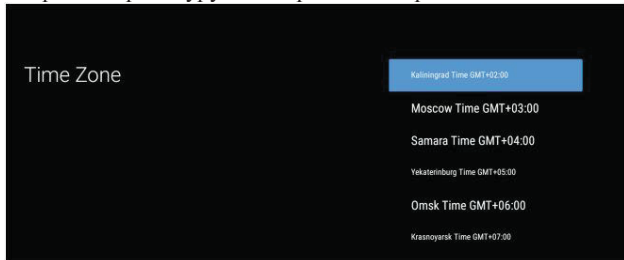 Time Zone
Kaliningrad Time GMT+02:00
Moscow Time GMT+03:00
Samara Time GMT+04:00
Yekaterinburg Time GMT+05:00
Omsk Time GMT+06:00
Krasnoyarsk Time GMT+07:00